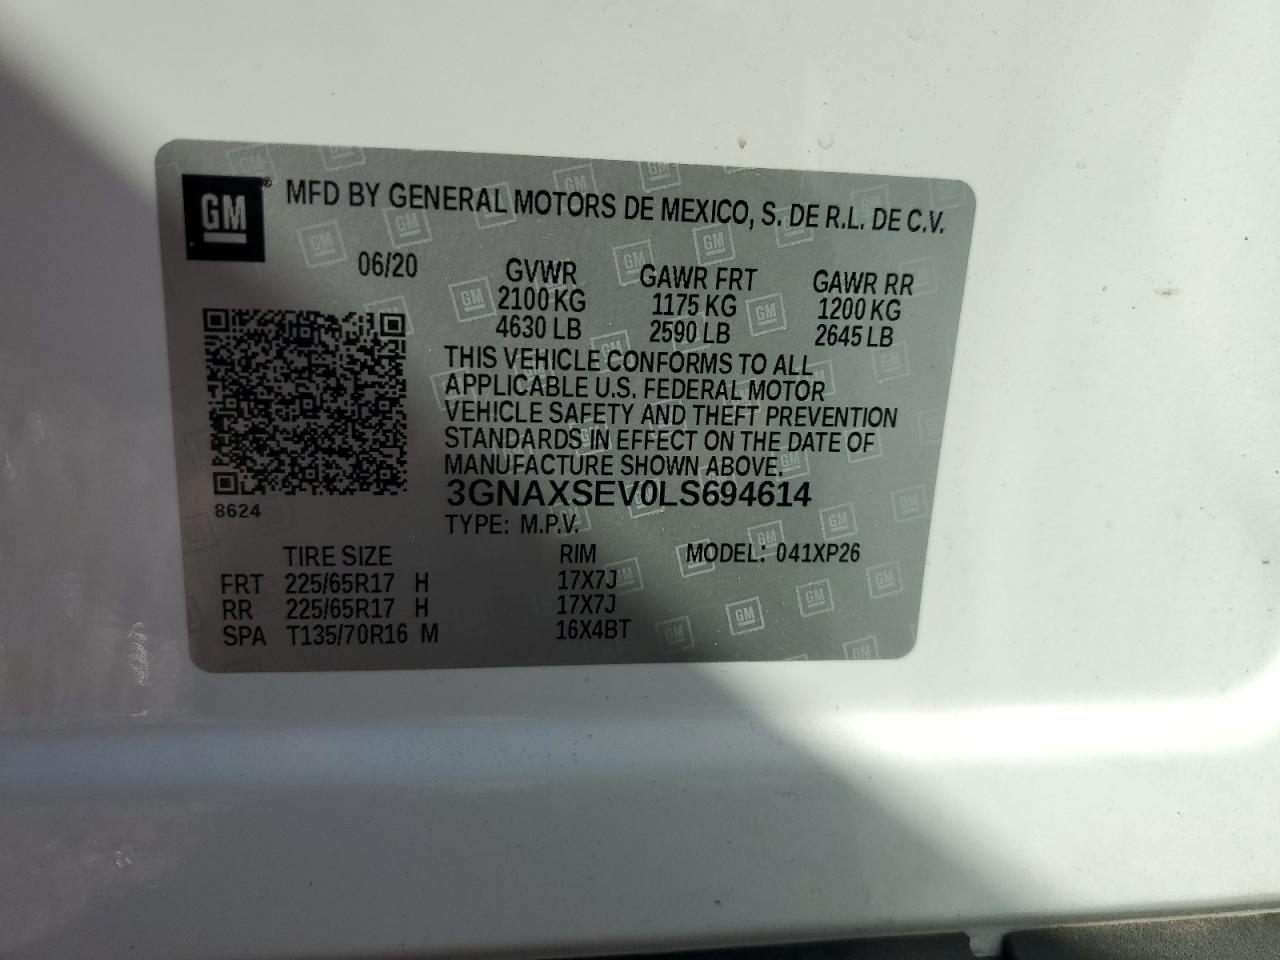 GM® MFD BY GENERAL MOTORS DE MEXICO, S. DE R.L. DE C.V.
06/20 GVWR GAWR FRT GAWR RR
2100 KG 1175 KG 1200 KG
4630 LB 2590 LB 2645 LB
THIS VEHICLE CONFORMS TO ALL
APPLICABLE U.S. FEDERAL MOTOR
VEHICLE SAFETY AND THEFT PREVENTION
STANDARDS IN EFFECT ON THE DATE OF
MANUFACTURE SHOWN ABOVE.
3GNAXSEV0LS694614
8624
TYPE: M.P.V.
TIRE SIZE RIM MODEL: 041XP26
FRT 225/65R17 H 17X7J
RR 225/65R17 H 17X7J
SPA T135/70R16 M 16X4BT